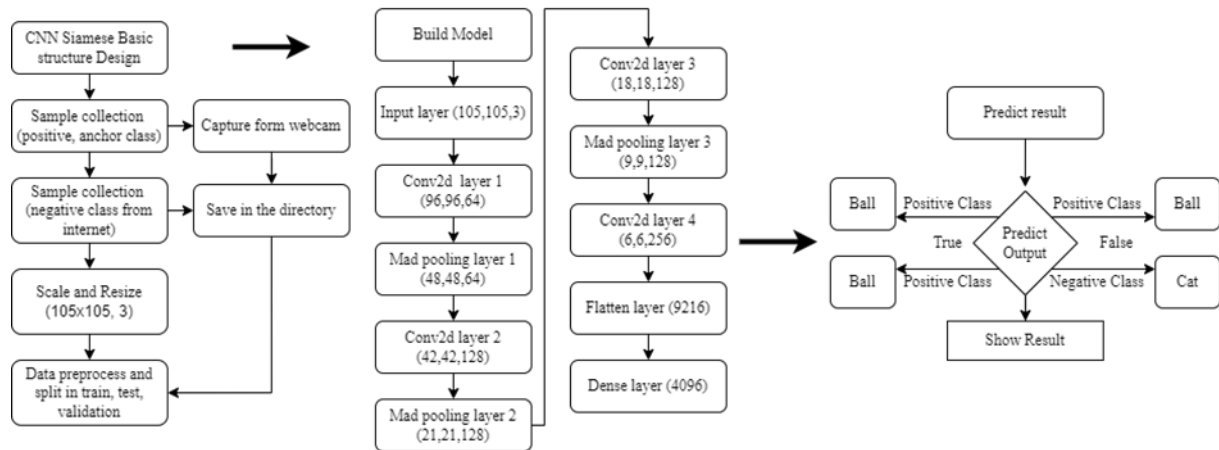 CNN Siamese Basic
structure Design
Sample collection
(positive, anchor class)
Capture form webcam
Sample collection
(negative class from
internet)
Save in the directory
Scale and Resize
(105x105, 3)
Data preprocess and
split in train, test,
validation
Build Model
Input layer (105,105,3)
Conv2d layer 1
(96,96,64)
Mad pooling layer 1
(48,48,64)
Conv2d layer 2
(42,42,128)
Mad pooling layer 2
(21,21,128)
Conv2d layer 3
(18,18,128)
Mad pooling layer 3
(9,9,128)
Conv2d layer 4
(6,6,256)
Flatten layer (9216)
Dense layer (4096)
Predict result
Ball
Positive Class
Positive Class
Ball
True
Predict
Output
False
Ball
Positive Class
Negative Class
Cat
Show Result